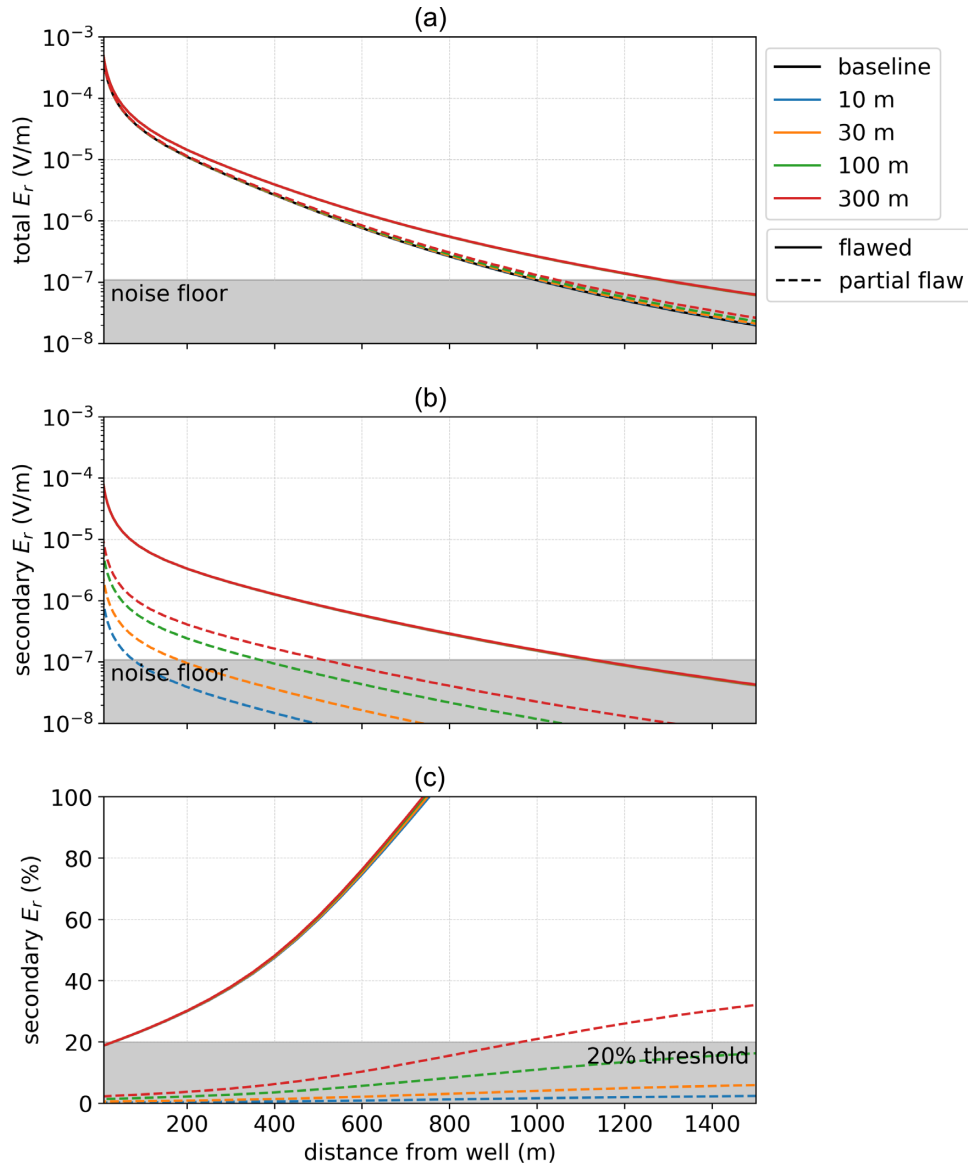 (a)
total E_r (V/m)
10^-3
10^-4
10^-5
10^-6
10^-7
10^-8
noise floor
baseline
10 m
30 m
100 m
300 m
flawed
partial flaw
(b)
secondary E_r (V/m)
10^-3
10^-4
10^-5
10^-6
10^-7
10^-8
noise floor
(c)
secondary E_r (%)
100
80
60
40
20
0
20% threshold
200 400 600 800 1000 1200 1400
distance from well (m)